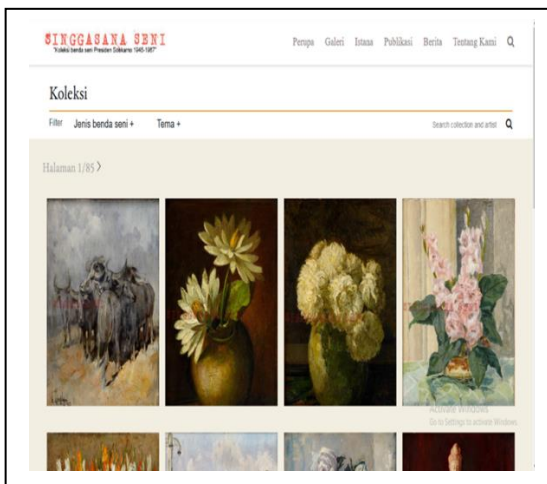 SINGGASANA SENI
"Koleksi benda seni Presiden Soekarno 1945-1967"
Perupa Galeri Istana Publikasi Berita Tentang Kami
Koleksi
Filter Jenis benda seni + Tema + Search collection and artist
Halaman 1/85 >
Activate Windows
Go to Settings to activate Windows.